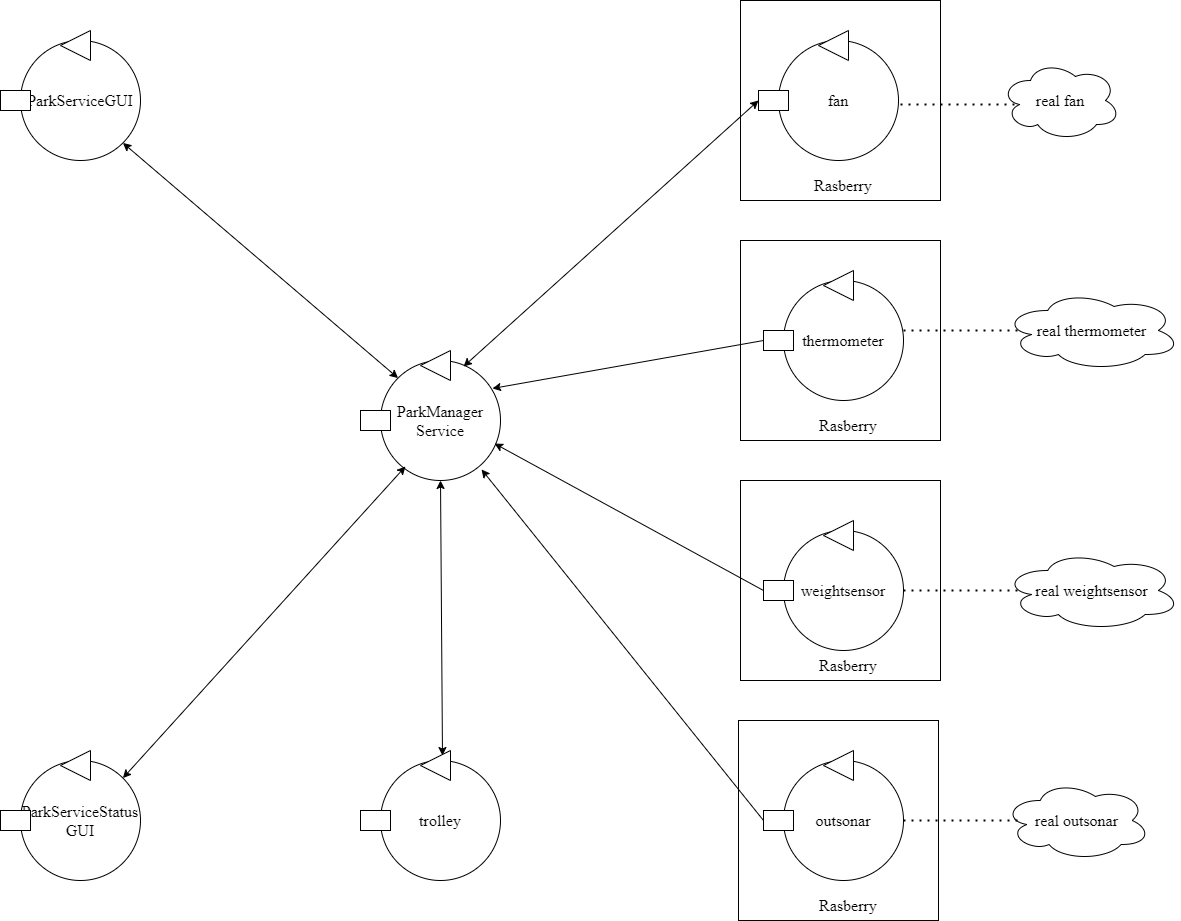 ParkServiceGUI
fan
real fan
Rasberry
thermometer
real thermometer
Rasberry
ParkManager
Service
weightsensor
real weightsensor
Rasberry
ParkServiceStatus
GUI
trolley
outsonar
real outsonar
Rasberry